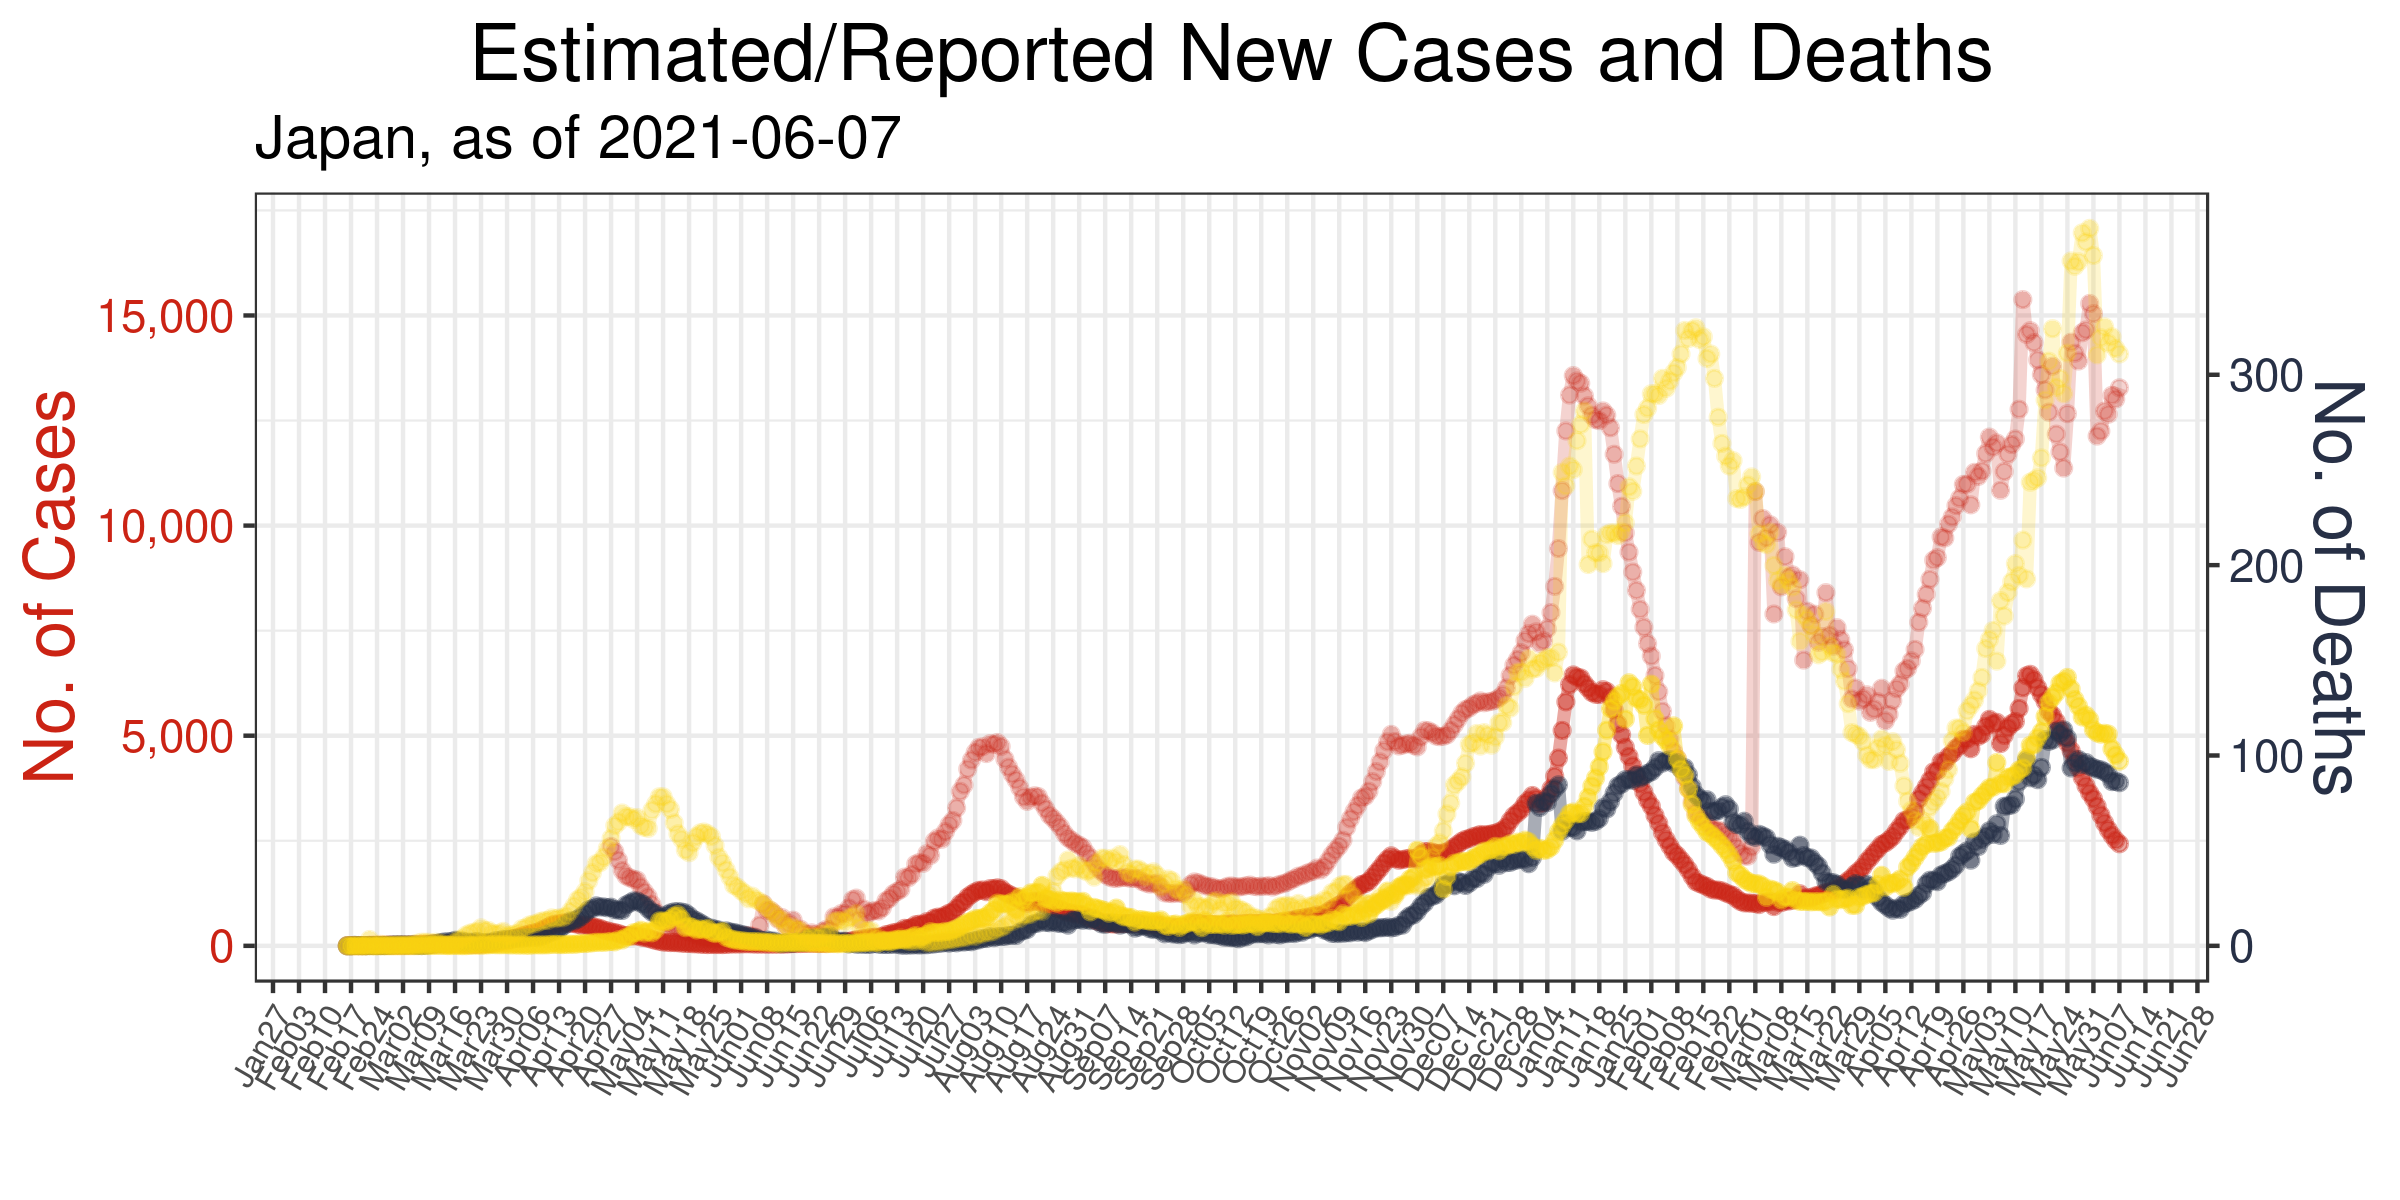 Estimated/Reported New Cases and Deaths
Japan, as of 2021-06-07
No. of Cases
15,000
10,000
5,000
0
300
200
100
0
No. of Deaths
Jan27
Feb03
Feb10
Feb17
Feb24
Mar02
Mar09
Mar16
Mar23
Mar30
Apr06
Apr13
Apr20
Apr27
May04
May11
May18
May25
Jun01
Jun08
Jun15
Jun22
Jun29
Jul06
Jul13
Jul20
Jul27
Aug03
Aug10
Aug17
Aug24
Aug31
Sep07
Sep14
Sep21
Sep28
Oct05
Oct12
Oct19
Oct26
Nov02
Nov09
Nov16
Nov23
Nov30
Dec07
Dec14
Dec21
Dec28
Jan04
Jan11
Jan18
Jan25
Feb01
Feb08
Feb15
Feb22
Mar01
Mar08
Mar15
Mar22
Mar29
Apr05
Apr12
Apr19
Apr26
May03
May10
May17
May24
May31
Jun07
Jun14
Jun21
Jun28